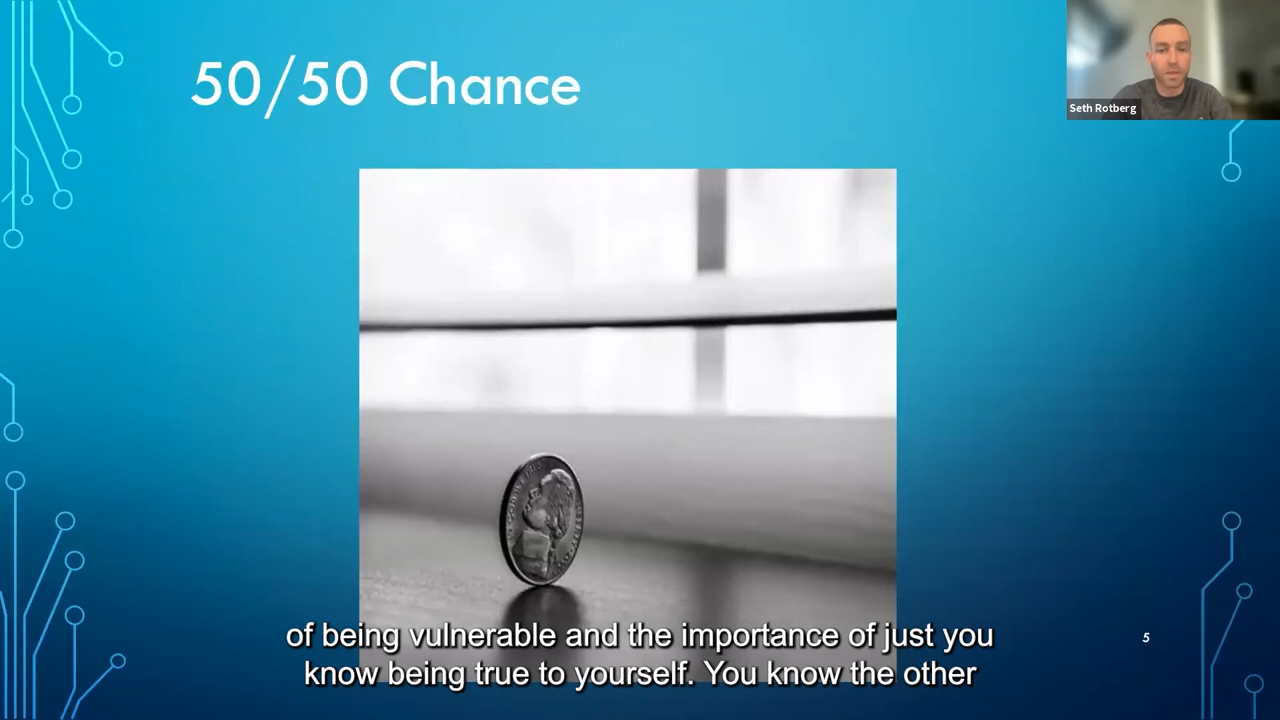 50/50 Chance
Seth Rotberg
of being vulnerable and the importance of just you
know being true to yourself. You know the other
5